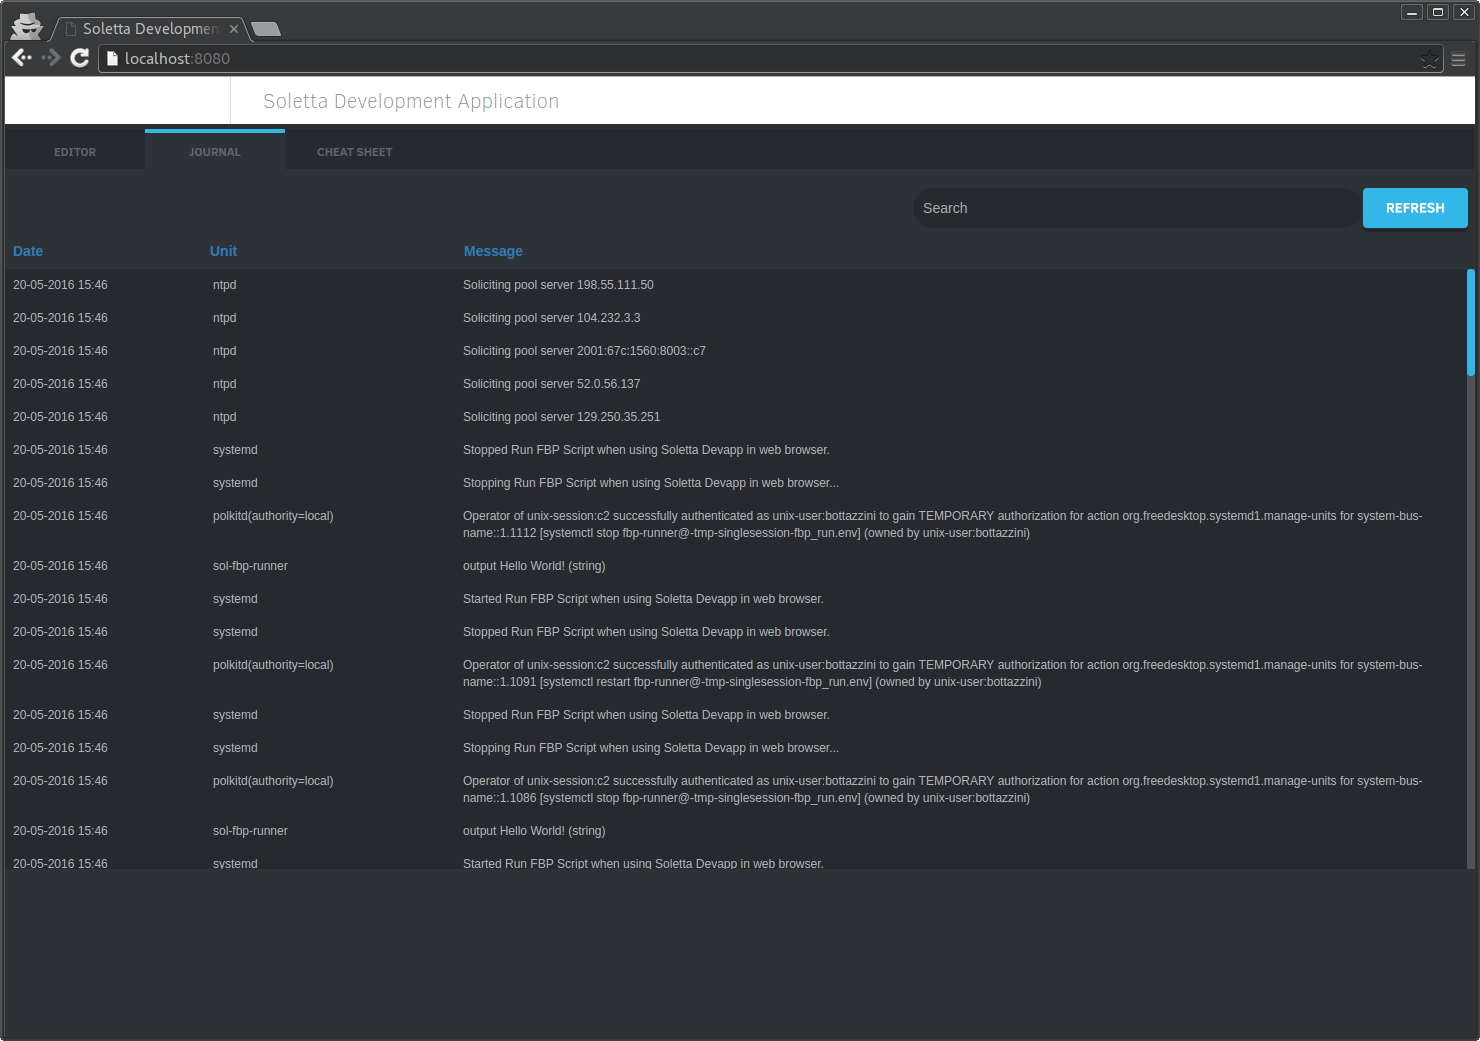 Soletta Developmen
localhost:8080
Soletta Development Application
EDITOR JOURNAL CHEAT SHEET
Search REFRESH
Date Unit Message
20-05-2016 15:46 ntpd Soliciting pool server 198.55.111.50
20-05-2016 15:46 ntpd Soliciting pool server 104.232.3.3
20-05-2016 15:46 ntpd Soliciting pool server 2001:67c:1560:8003::c7
20-05-2016 15:46 ntpd Soliciting pool server 52.0.56.137
20-05-2016 15:46 ntpd Soliciting pool server 129.250.35.251
20-05-2016 15:46 systemd Stopped Run FBP Script when using Soletta Devapp in web browser.
20-05-2016 15:46 systemd Stopping Run FBP Script when using Soletta Devapp in web browser...
20-05-2016 15:46 polkitd(authority=local) Operator of unix-session:c2 successfully authenticated as unix-user:bottazzini to gain TEMPORARY authorization for action org.freedesktop.systemd1.manage-units for system-bus-
name::1.1112 [systemctl stop fbp-runner@-tmp-singlesession-fbp_run.env] (owned by unix-user:bottazzini)
20-05-2016 15:46 sol-fbp-runner output Hello World! (string)
20-05-2016 15:46 systemd Started Run FBP Script when using Soletta Devapp in web browser.
20-05-2016 15:46 systemd Stopped Run FBP Script when using Soletta Devapp in web browser.
20-05-2016 15:46 polkitd(authority=local) Operator of unix-session:c2 successfully authenticated as unix-user:bottazzini to gain TEMPORARY authorization for action org.freedesktop.systemd1.manage-units for system-bus-
name::1.1091 [systemctl restart fbp-runner@-tmp-singlesession-fbp_run.env] (owned by unix-user:bottazzini)
20-05-2016 15:46 systemd Stopped Run FBP Script when using Soletta Devapp in web browser.
20-05-2016 15:46 systemd Stopping Run FBP Script when using Soletta Devapp in web browser...
20-05-2016 15:46 polkitd(authority=local) Operator of unix-session:c2 successfully authenticated as unix-user:bottazzini to gain TEMPORARY authorization for action org.freedesktop.systemd1.manage-units for system-bus-
name::1.1086 [systemctl stop fbp-runner@-tmp-singlesession-fbp_run.env] (owned by unix-user:bottazzini)
20-05-2016 15:46 sol-fbp-runner output Hello World! (string)
20-05-2016 15:46 systemd Started Run FBP Script when using Soletta Devapp in web browser.